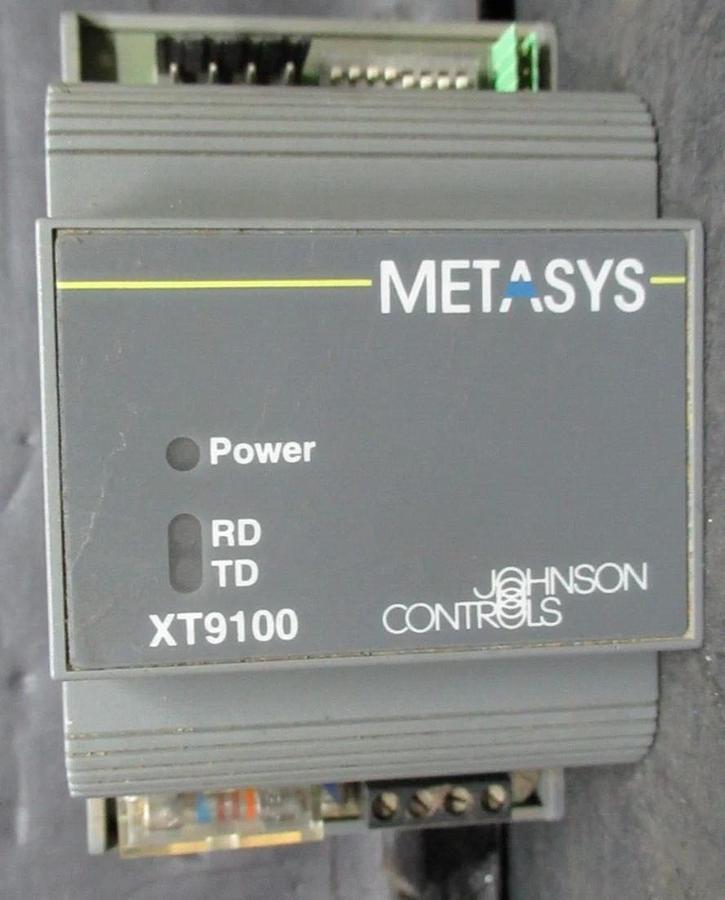 METASYS
Power
RD
TD
XT9100
JOHNSON
CONTROLS